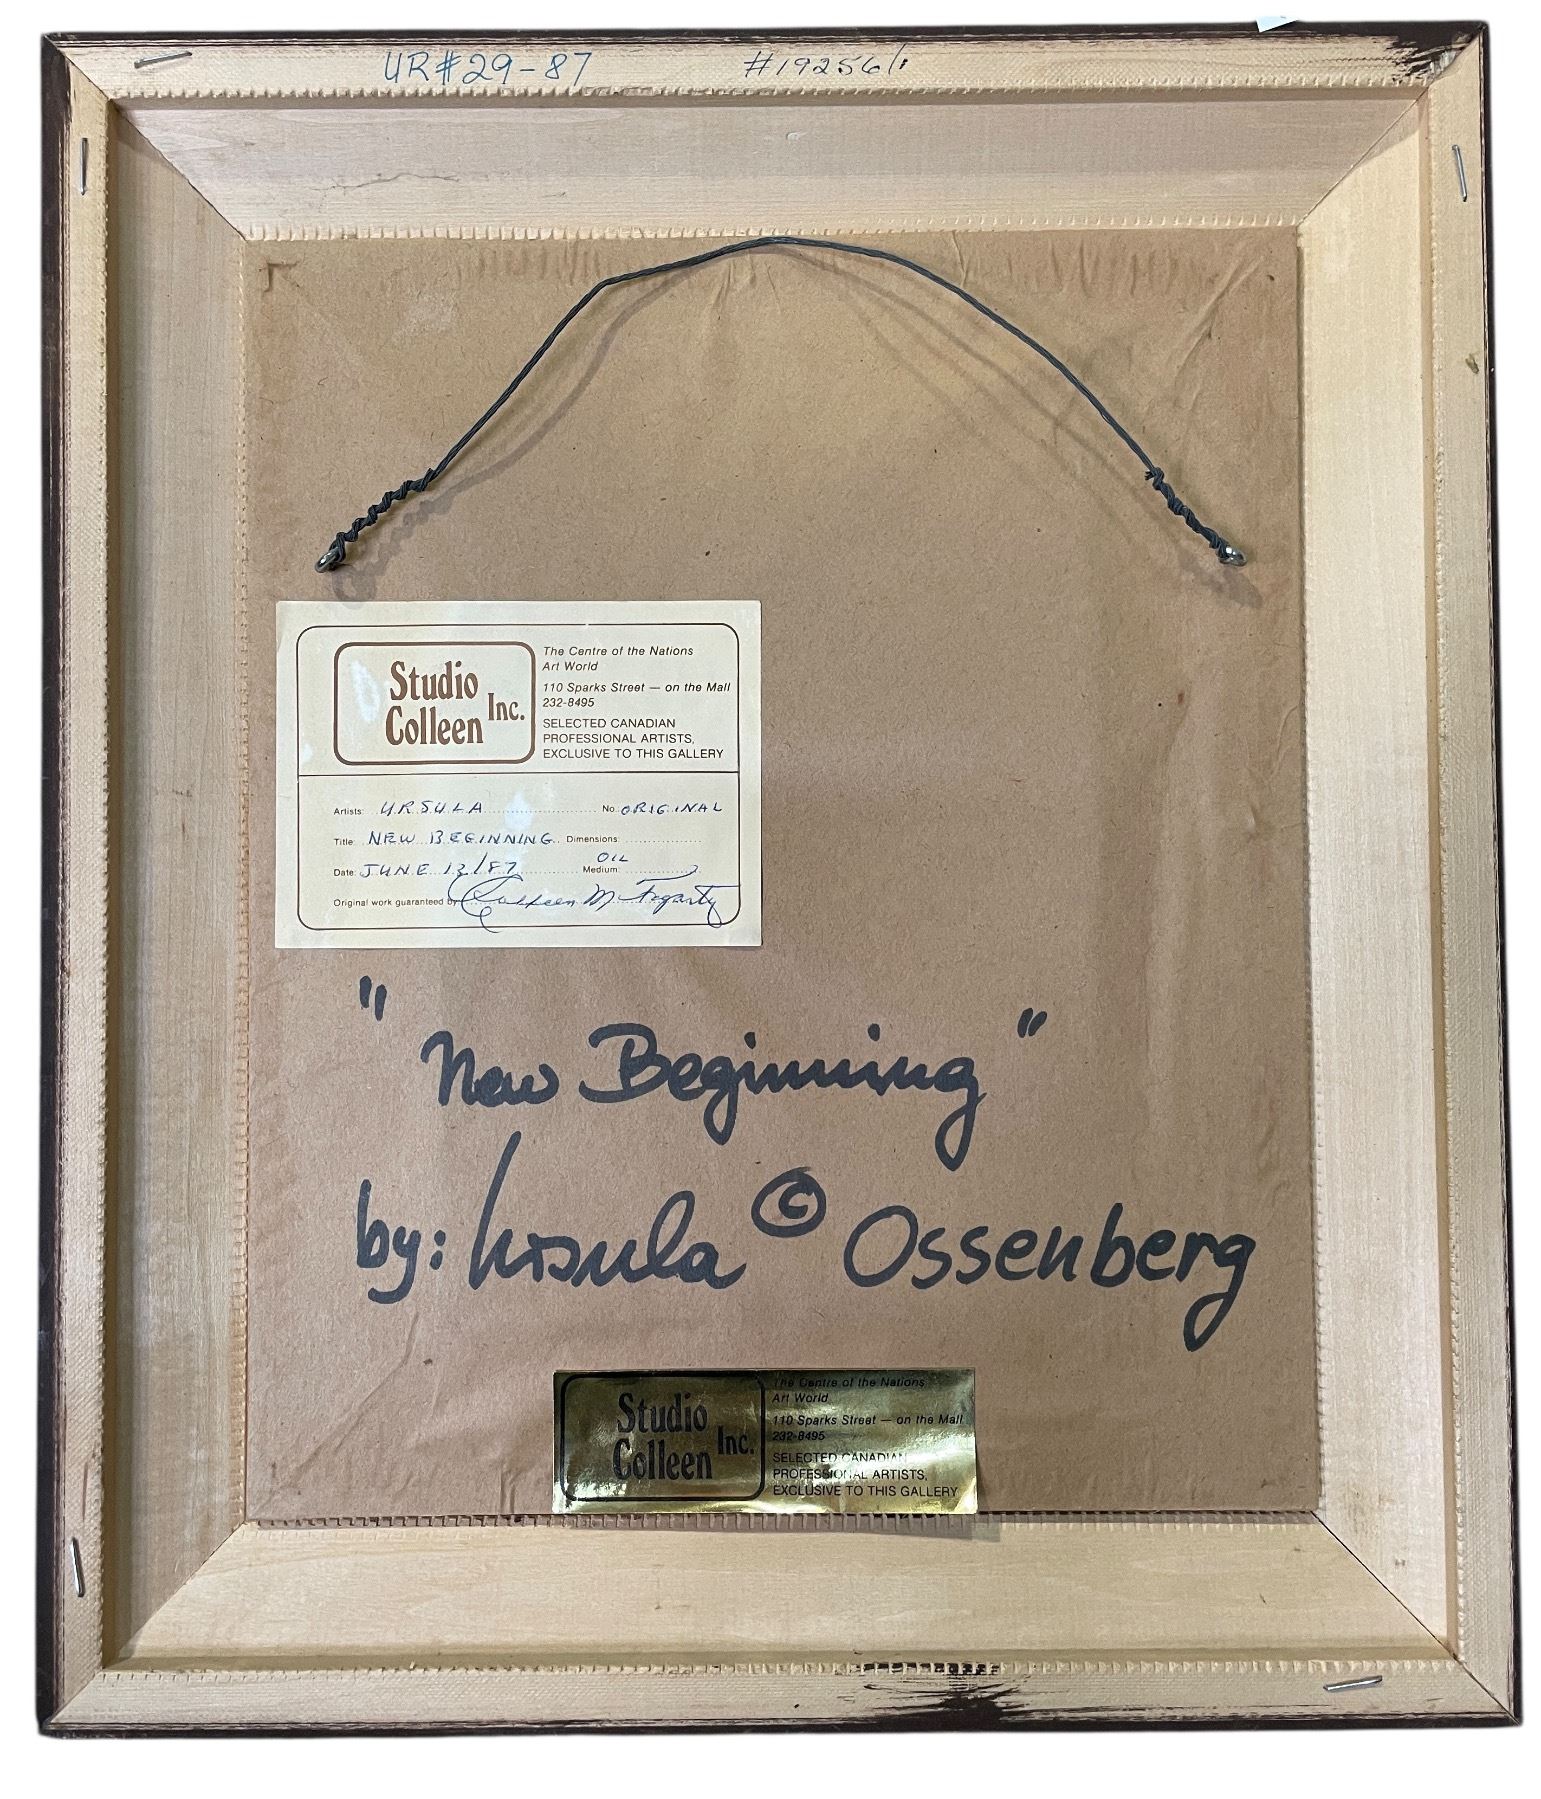 UR#29-87 #19256/.
Studio
Colleen Inc.
The Centre of the Nations
Art World
110 Sparks Street — on the Mall
232-8495
SELECTED CANADIAN
PROFESSIONAL ARTISTS,
EXCLUSIVE TO THIS GALLERY
Artists: URSULA No. ORIGINAL
Title: NEW BEGINNING Dimensions:
Date: JUNE 13/87 Medium: OIL
Original work guaranteed by Colleen M Fogarty
"New Beginning"
by: Ursula © Ossenberg
Studio
Colleen Inc.
The Centre of the Nations
Art World
110 Sparks Street — on the Mall
232-8495
SELECTED CANADIAN
PROFESSIONAL ARTISTS,
EXCLUSIVE TO THIS GALLERY